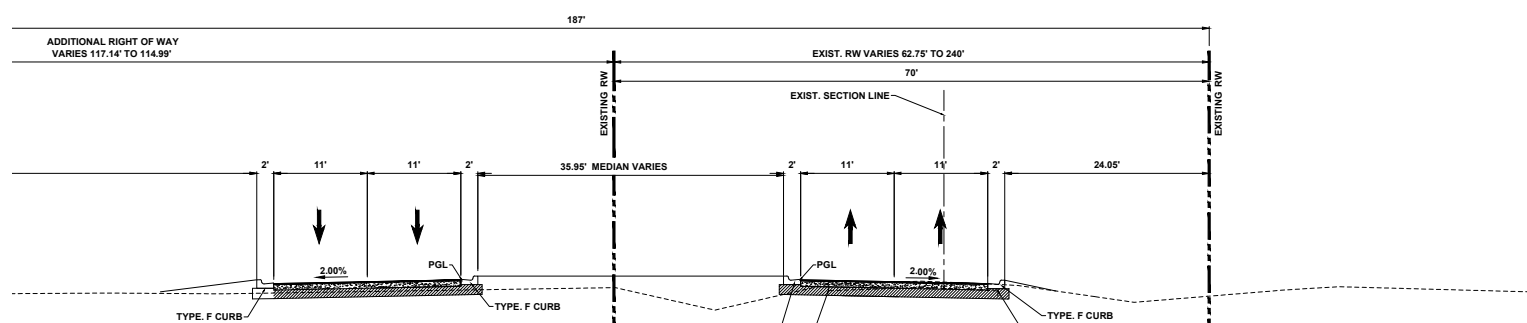 187'
ADDITIONAL RIGHT OF WAY
VARIES 117.14' TO 114.99'
EXIST. RW VARIES 62.75' TO 240'
70'
EXIST. SECTION LINE
EXISTING RW
EXISTING RW
2'
11'
11'
2'
35.95' MEDIAN VARIES
2'
11'
11'
2'
24.05'
2.00%
PGL
PGL
2.00%
TYPE. F CURB
TYPE. F CURB
TYPE. F CURB